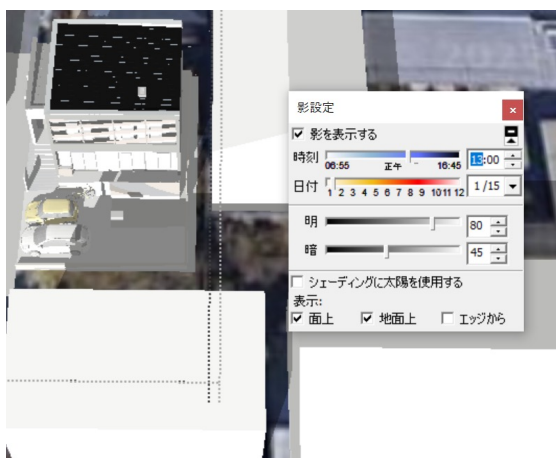 影設定
影を表示する
時刻 06:55 正午 16:45 13:00
日付 1 2 3 4 5 6 7 8 9 10 11 12 1/15
明 80
暗 45
シェーディングに太陽を使用する
表示:
面上 地面上 エッジから